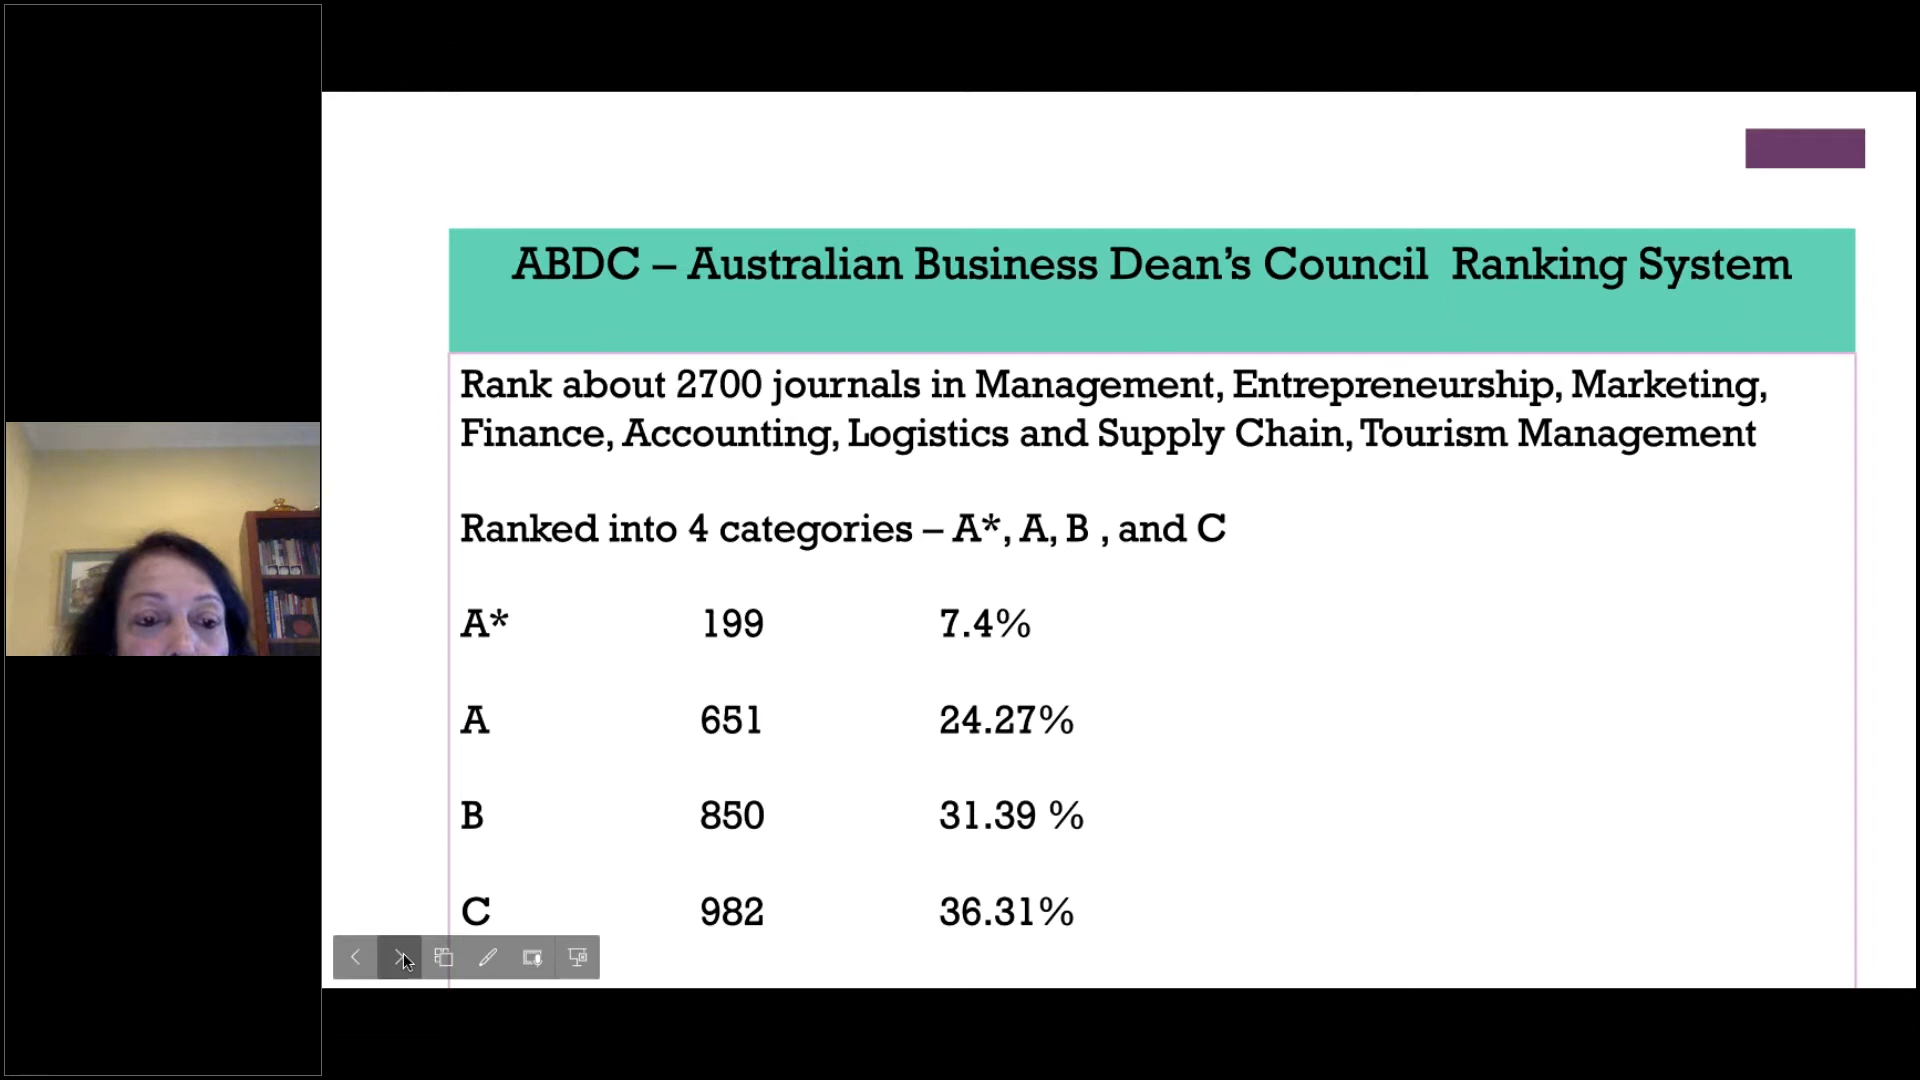 ABDC – Australian Business Dean’s Council  Ranking System
Rank about 2700 journals in Management, Entrepreneurship, Marketing,
Finance, Accounting, Logistics and Supply Chain, Tourism Management
Ranked into 4 categories – A*, A, B , and C
A* 199 7.4%
A 651 24.27%
B 850 31.39 %
C 982 36.31%